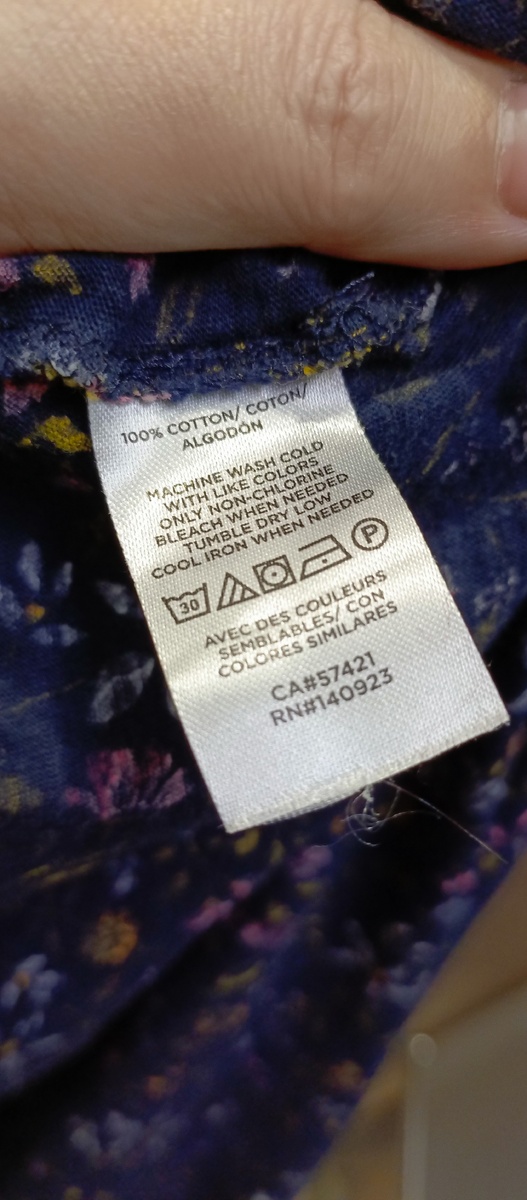 100% COTTON/ COTON/
ALGODÓN
MACHINE WASH COLD
WITH LIKE COLORS
ONLY NON-CHLORINE
BLEACH WHEN NEEDED
TUMBLE DRY LOW
COOL IRON WHEN NEEDED
30 P
AVEC DES COULEURS
SEMBLABLES/ CON
COLORES SIMILARES
CA#57421
RN#140923